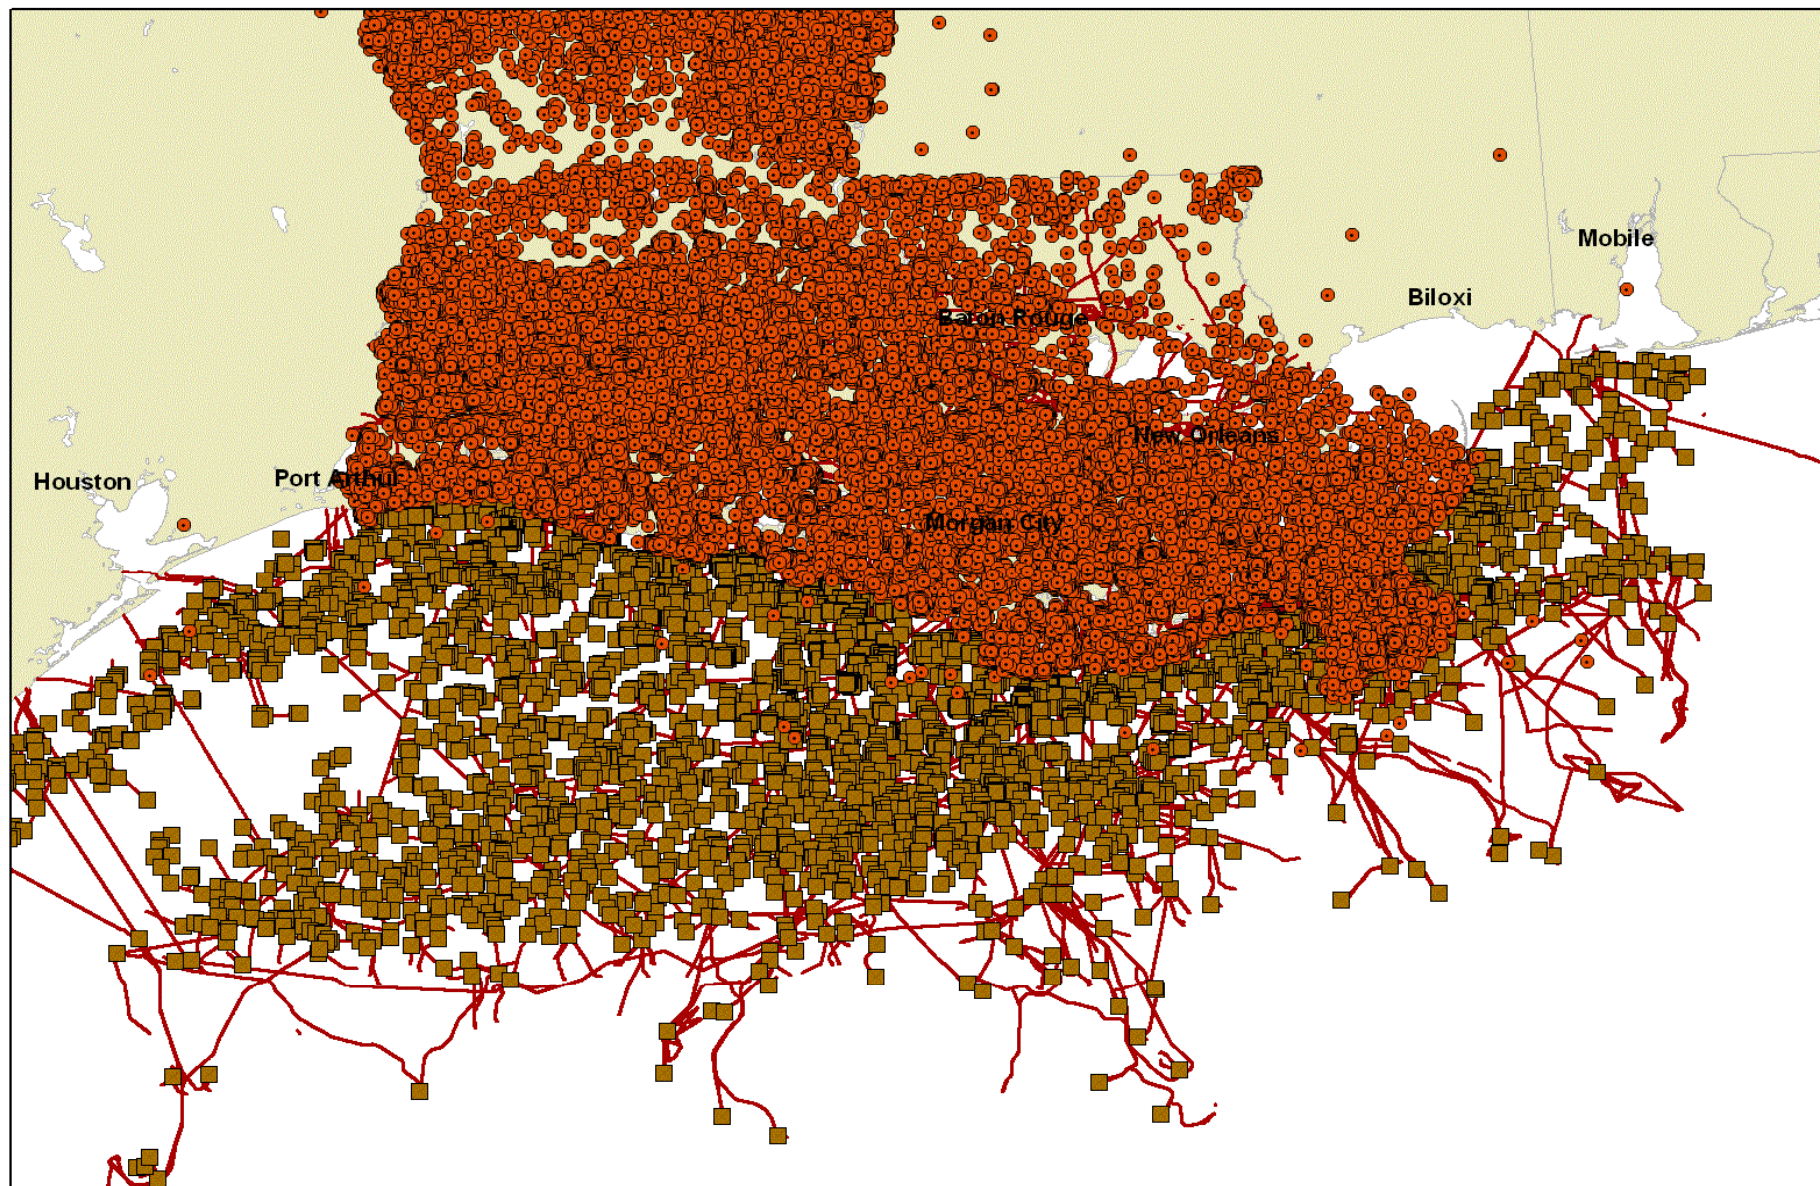 Mobile
Biloxi
Baton Rouge
New Orleans
Houston
Port Arthur
Morgan City